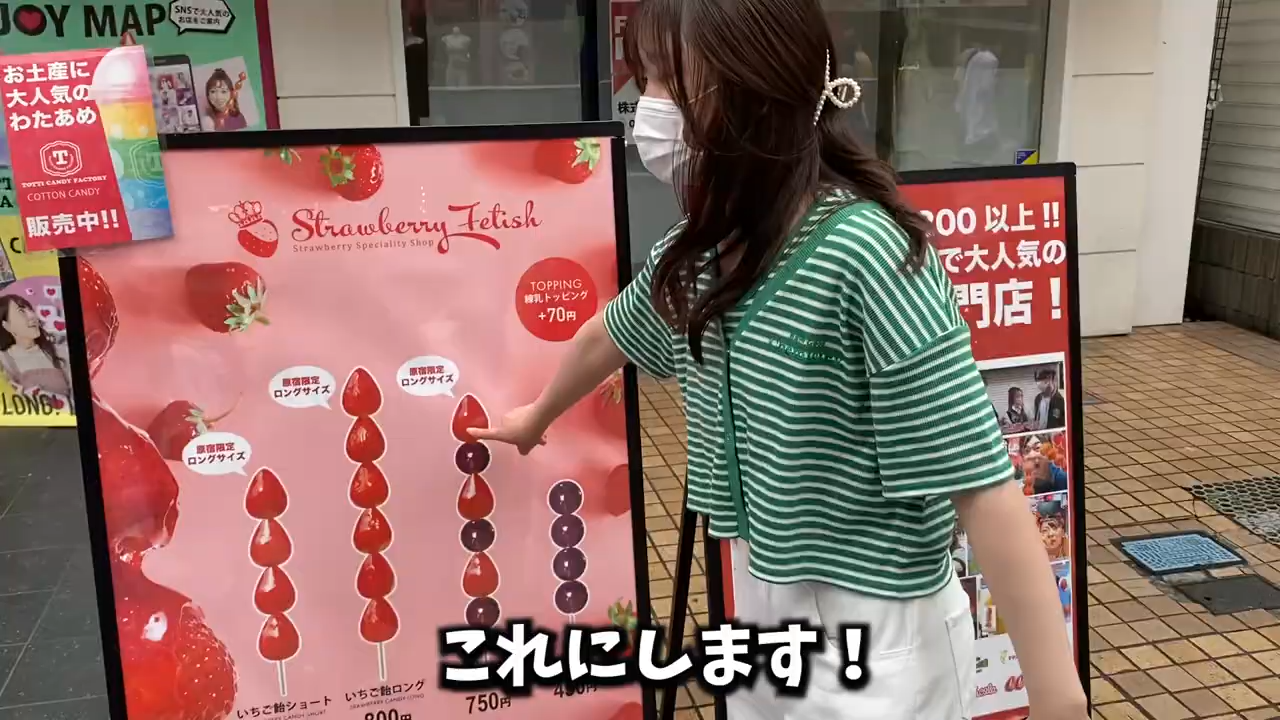 JOY MAP
SNSで大人気の
お店をご案内
お土産に
大人気の
わたあめ
TOTTI CANDY FACTORY
COTTON CANDY
販売中!!
LONG!
Strawberry Fetish
Strawberry Speciality Shop
TOPPING
練乳トッピング
+70円
原宿限定
ロングサイズ
原宿限定
ロングサイズ
原宿限定
ロングサイズ
いちご飴ショート
いちご飴ロング
800円
750円
00 以上!!
で大人気の
門店!
これにします!